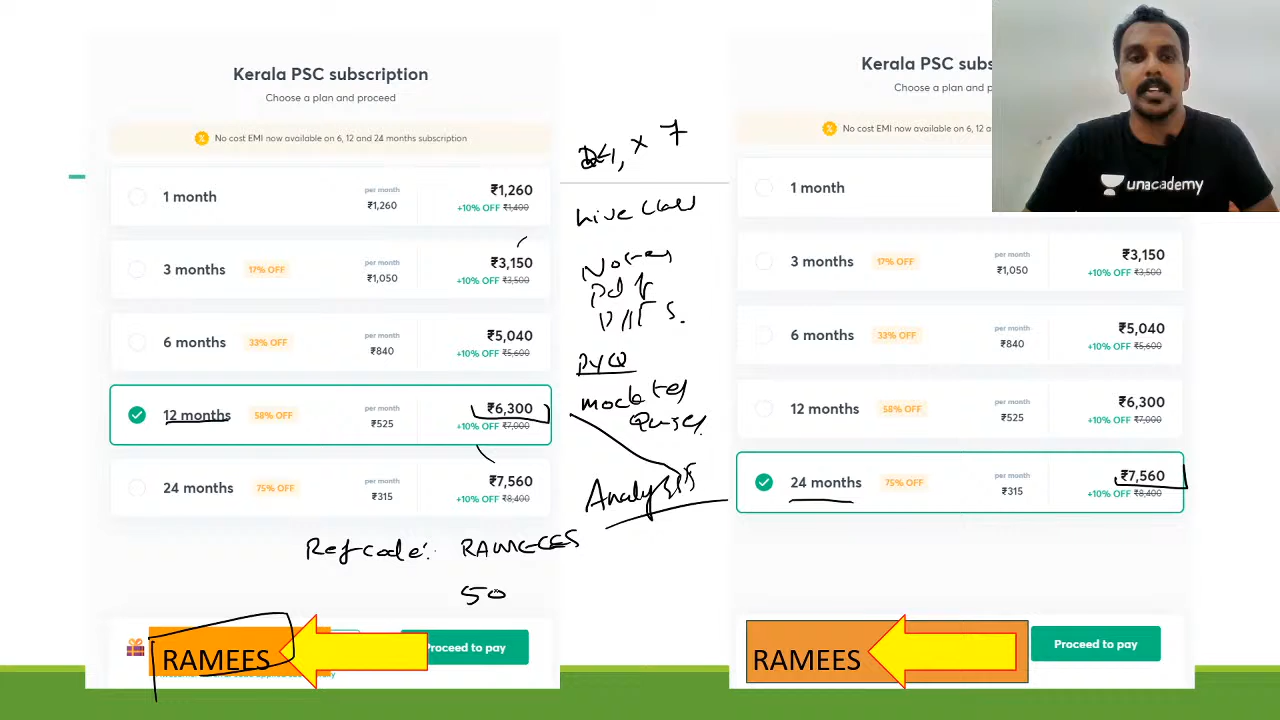 Kerala PSC subscription
Choose a plan and proceed
No cost EMI now available on 6, 12 and 24 months subscription
1 month per month ₹1,260 ₹1,260 +10% OFF ₹1,400
3 months 17% OFF per month ₹1,050 ₹3,150 +10% OFF ₹3,500
6 months 33% OFF per month ₹840 ₹5,040 +10% OFF ₹5,600
12 months 58% OFF per month ₹525 ₹6,300 +10% OFF ₹7,000
24 months 75% OFF per month ₹315 ₹7,560 +10% OFF ₹8,400
RAMEES
Proceed to pay
x 7
Live class
Notes
pdf
PYQ
mock test
Analysis
Ref code:
50
Kerala PSC subs
Choose a plan and p
No cost EMI now available on 6, 12 a
1 month
3 months 17% OFF per month ₹1,050 ₹3,150 +10% OFF ₹3,500
6 months 33% OFF per month ₹840 ₹5,040 +10% OFF ₹5,600
12 months 58% OFF per month ₹525 ₹6,300 +10% OFF ₹7,000
24 months 75% OFF per month ₹315 ₹7,560 +10% OFF ₹8,400
RAMEES
Proceed to pay
unacademy